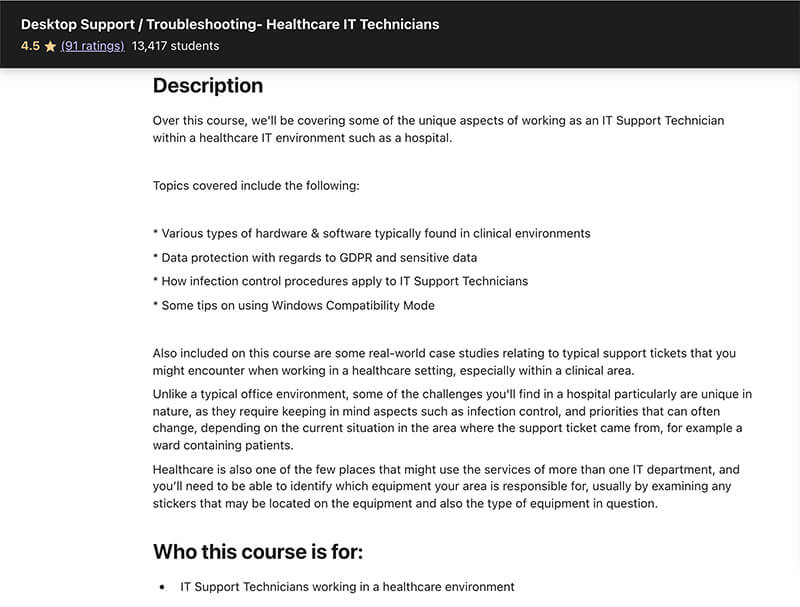 Desktop Support / Troubleshooting- Healthcare IT Technicians
4.5 ★ (91 ratings) 13,417 students
Description
Over this course, we'll be covering some of the unique aspects of working as an IT Support Technician
within a healthcare IT environment such as a hospital.
Topics covered include the following:
* Various types of hardware & software typically found in clinical environments
* Data protection with regards to GDPR and sensitive data
* How infection control procedures apply to IT Support Technicians
* Some tips on using Windows Compatibility Mode
Also included on this course are some real-world case studies relating to typical support tickets that you
might encounter when working in a healthcare setting, especially within a clinical area.
Unlike a typical office environment, some of the challenges you'll find in a hospital particularly are unique in
nature, as they require keeping in mind aspects such as infection control, and priorities that can often
change, depending on the current situation in the area where the support ticket came from, for example a
ward containing patients.
Healthcare is also one of the few places that might use the services of more than one IT department, and
you'll need to be able to identify which equipment your area is responsible for, usually by examining any
stickers that may be located on the equipment and also the type of equipment in question.
Who this course is for:
• IT Support Technicians working in a healthcare environment